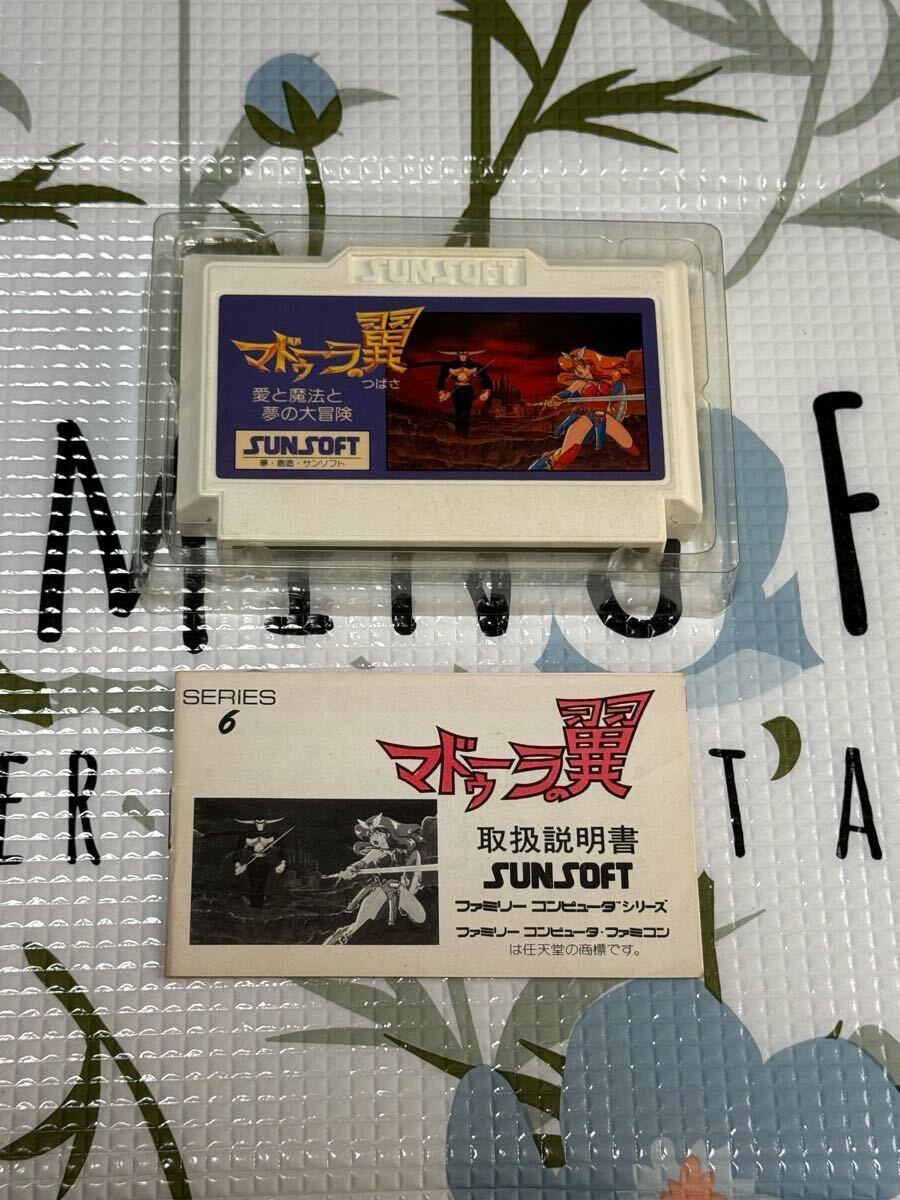 SUNSOFT
マドゥーラの翼
つばさ
愛と魔法と
夢の大冒険
SUNSOFT
夢・創造・サンソフト
SERIES
6
マドゥーラの翼
取扱説明書
SUNSOFT
ファミリー コンピュータ™シリーズ
ファミリー コンピュータ・ファミコン
は任天堂の商標です。
F
ER
T'A